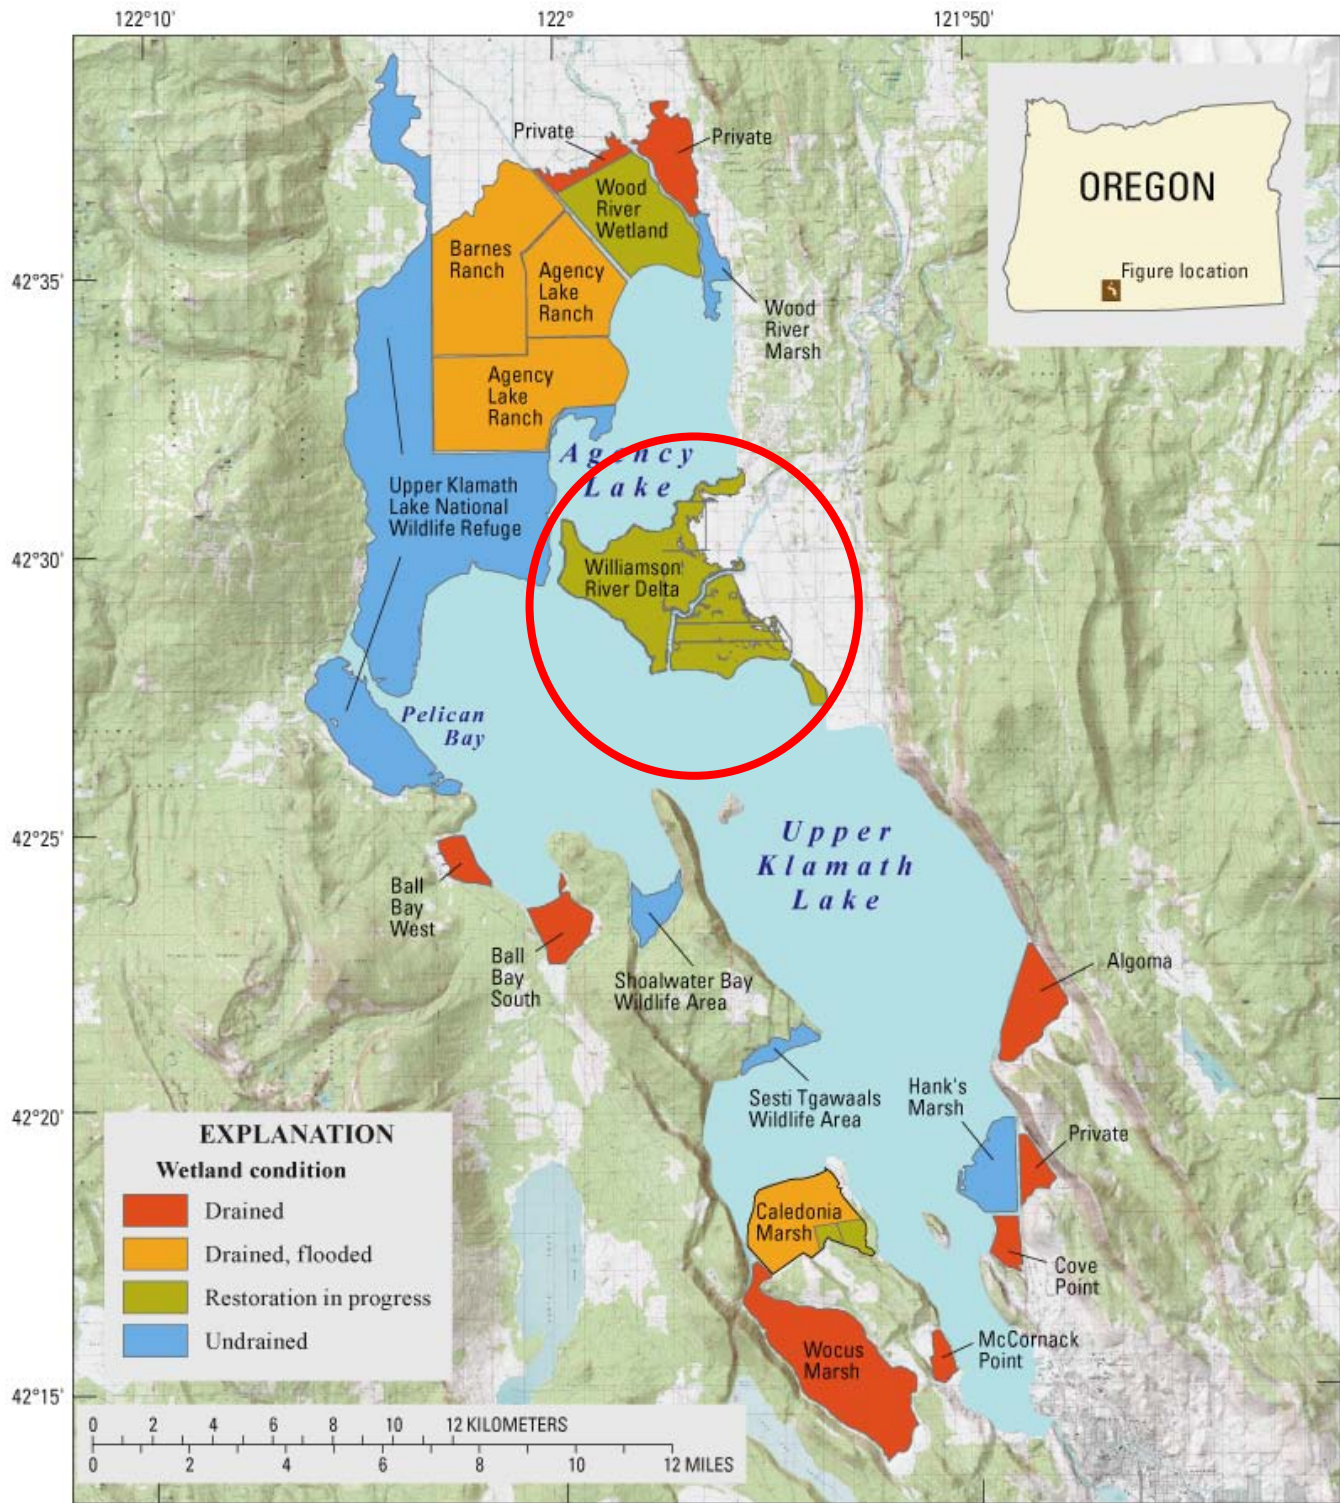 122°10'
122°
121°50'
Private
Private
Wood
River
Wetland
OREGON
Figure location
Barnes
Ranch
Agency
Lake
Ranch
42°35'
Wood
River
Marsh
Agency
Lake
Ranch
Agency
Lake
Upper Klamath
Lake National
Wildlife Refuge
42°30'
Williamson
River Delta
Pelican
Bay
42°25'
Upper
Klamath
Lake
Ball
Bay
West
Ball
Bay
South
Shoalwater Bay
Wildlife Area
Algoma
Sesti Tgawaals
Wildlife Area
Hank's
Marsh
42°20'
Private
EXPLANATION
Wetland condition
Drained
Drained, flooded
Restoration in progress
Undrained
Caledonia
Marsh
Cove
Point
McCornack
Point
Wocus
Marsh
42°15'
0 2 4 6 8 10 12 KILOMETERS
0 2 4 6 8 10 12 MILES